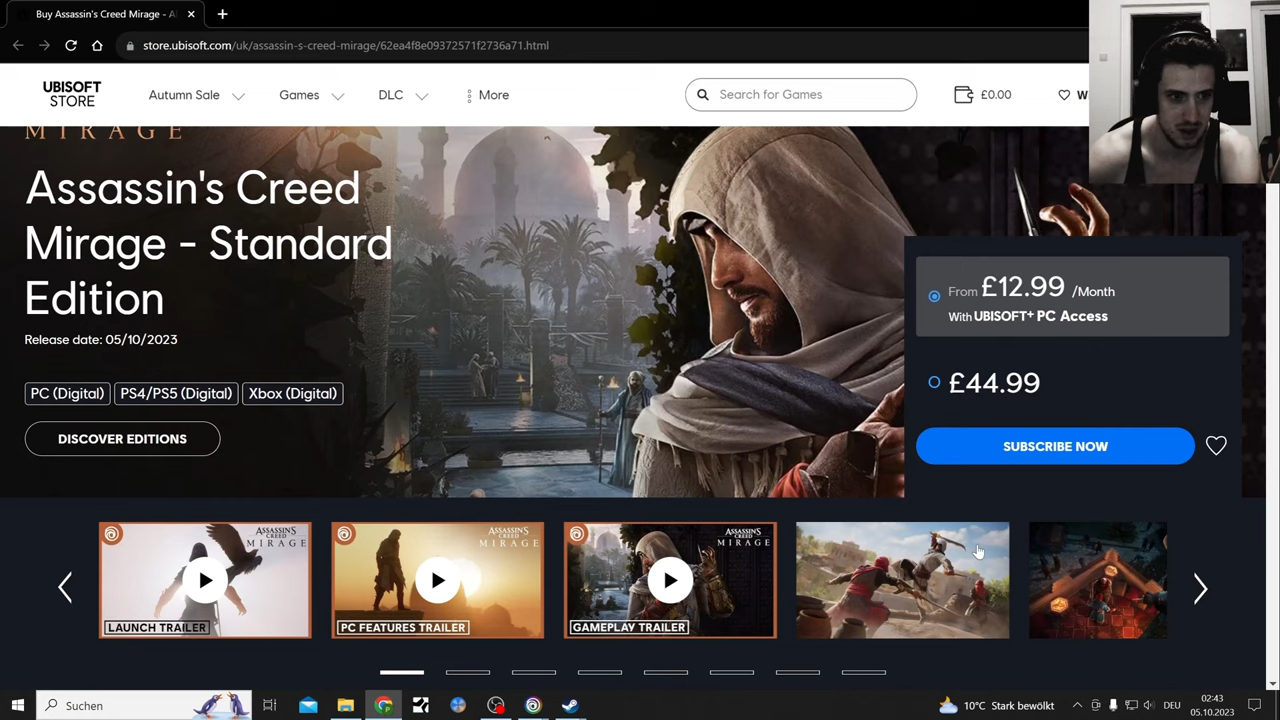 Buy Assassin's Creed Mirage - A
store.ubisoft.com/uk/assassin-s-creed-mirage/62ea4f8e09372571f2736a71.html
UBISOFT
STORE
Autumn Sale
Games
DLC
More
Search for Games
£0.00
W
MIRAGE
Assassin's Creed
Mirage - Standard
Edition
Release date: 05/10/2023
PC (Digital)
PS4/PS5 (Digital)
Xbox (Digital)
DISCOVER EDITIONS
From £12.99 /Month
With UBISOFT+ PC Access
£44.99
SUBSCRIBE NOW
ASSASSIN'S CREED
MIRAGE
LAUNCH TRAILER
ASSASSIN'S CREED
MIRAGE
PC FEATURES TRAILER
ASSASSIN'S CREED
MIRAGE
GAMEPLAY TRAILER
Suchen
10°C Stark bewölkt
DEU
02:43
05.10.2023